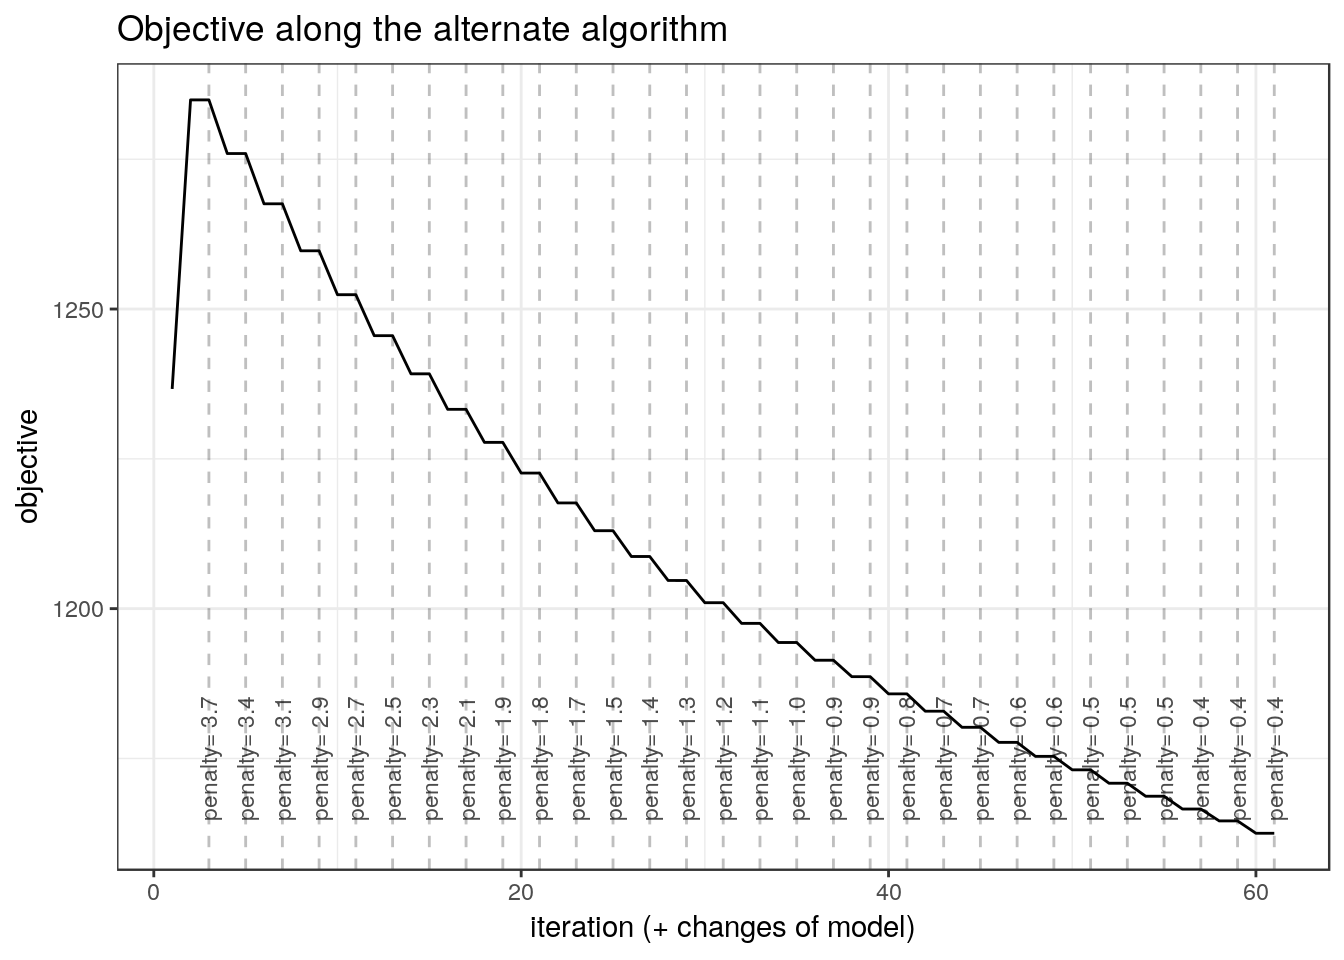 Objective along the alternate algorithm
objective
1250
1200
penalty= 3.7
penalty= 3.4
penalty= 3.1
penalty= 2.9
penalty= 2.7
penalty= 2.5
penalty= 2.3
penalty= 2.1
penalty= 1.9
penalty= 1.8
penalty= 1.7
penalty= 1.5
penalty= 1.4
penalty= 1.3
penalty= 1.2
penalty= 1.1
penalty= 1.0
penalty= 0.9
penalty= 0.9
penalty= 0.8
penalty= 0.7
penalty= 0.7
penalty= 0.6
penalty= 0.6
penalty= 0.5
penalty= 0.5
penalty= 0.5
penalty= 0.4
penalty= 0.4
penalty= 0.4
0
20
40
60
iteration (+ changes of model)